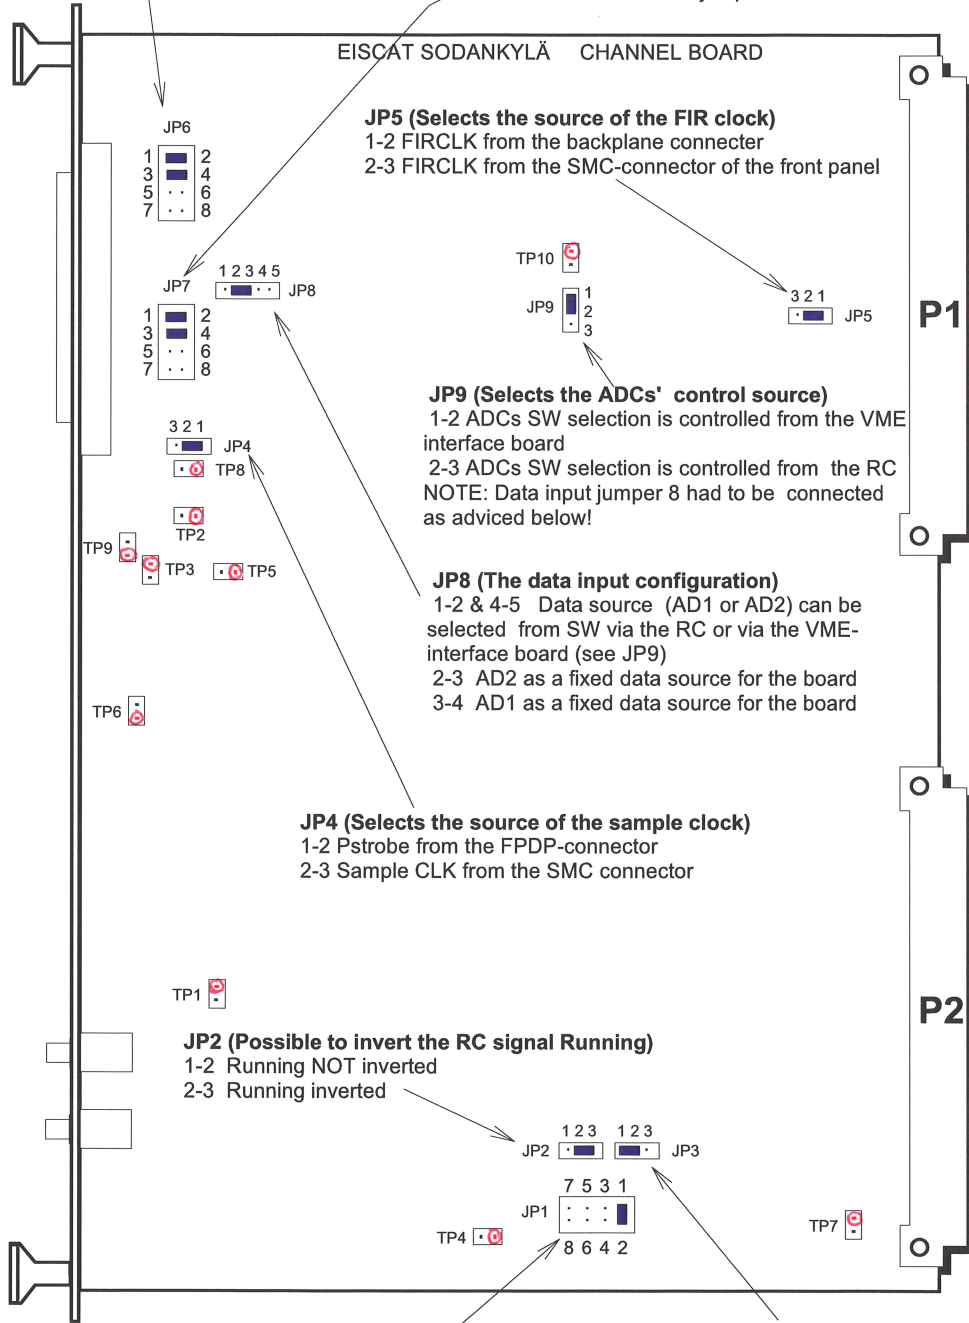 EISCAT SODANKYLÄ CHANNEL BOARD
JP5 (Selects the source of the FIR clock)
1-2 FIRCLK from the backplane connecter
2-3 FIRCLK from the SMC-connector of the front panel
JP6
1 2
3 4
5 6
7 8
TP10
JP7
1 2 3 4 5
JP8
JP9
1
2
3
3 2 1
JP5
P1
1 2
3 4
5 6
7 8
JP9 (Selects the ADCs' control source)
1-2 ADCs SW selection is controlled from the VME
interface board
2-3 ADCs SW selection is controlled from the RC
NOTE: Data input jumper 8 had to be connected
as adviced below!
3 2 1
JP4
TP8
TP2
TP9
TP3
TP5
JP8 (The data input configuration)
1-2 & 4-5 Data source (AD1 or AD2) can be
selected from SW via the RC or via the VME-
interface board (see JP9)
2-3 AD2 as a fixed data source for the board
3-4 AD1 as a fixed data source for the board
TP6
JP4 (Selects the source of the sample clock)
1-2 Pstrobe from the FPDP-connector
2-3 Sample CLK from the SMC connector
TP1
P2
JP2 (Possible to invert the RC signal Running)
1-2 Running NOT inverted
2-3 Running inverted
1 2 3 1 2 3
JP2 JP3
7 5 3 1
JP1
8 6 4 2
TP4
TP7